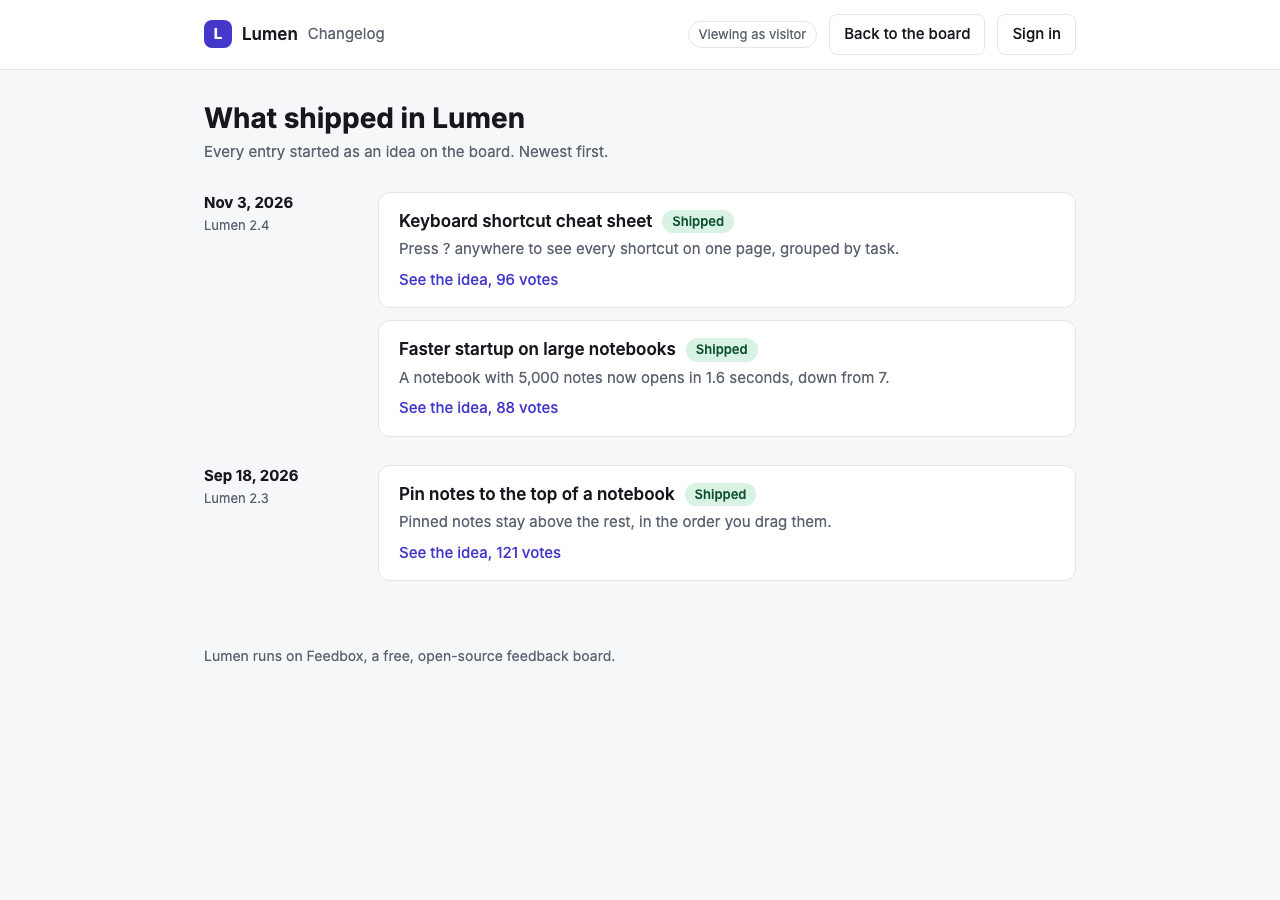 L Lumen Changelog Viewing as visitor Back to the board Sign in
What shipped in Lumen
Every entry started as an idea on the board. Newest first.
Nov 3, 2026
Lumen 2.4
Keyboard shortcut cheat sheet Shipped
Press ? anywhere to see every shortcut on one page, grouped by task.
See the idea, 96 votes
Faster startup on large notebooks Shipped
A notebook with 5,000 notes now opens in 1.6 seconds, down from 7.
See the idea, 88 votes
Sep 18, 2026
Lumen 2.3
Pin notes to the top of a notebook Shipped
Pinned notes stay above the rest, in the order you drag them.
See the idea, 121 votes
Lumen runs on Feedbox, a free, open-source feedback board.